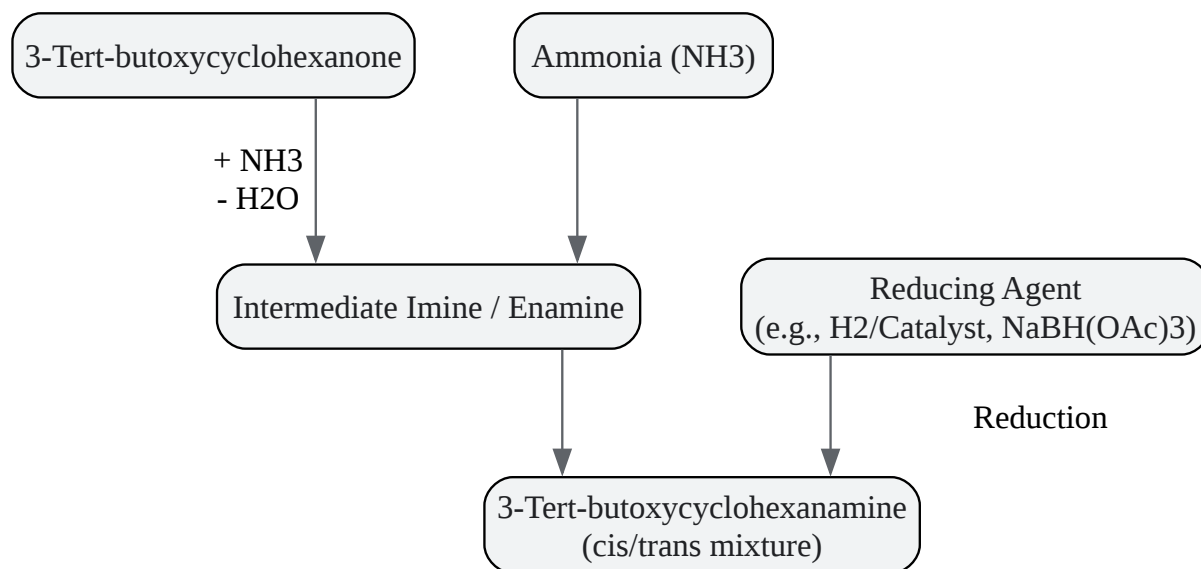 3-Tert-butoxycyclohexanone
Ammonia (NH3)
+ NH3
- H2O
Intermediate Imine / Enamine
Reducing Agent
(e.g., H2/Catalyst, NaBH(OAc)3)
Reduction
3-Tert-butoxycyclohexanamine
(cis/trans mixture)